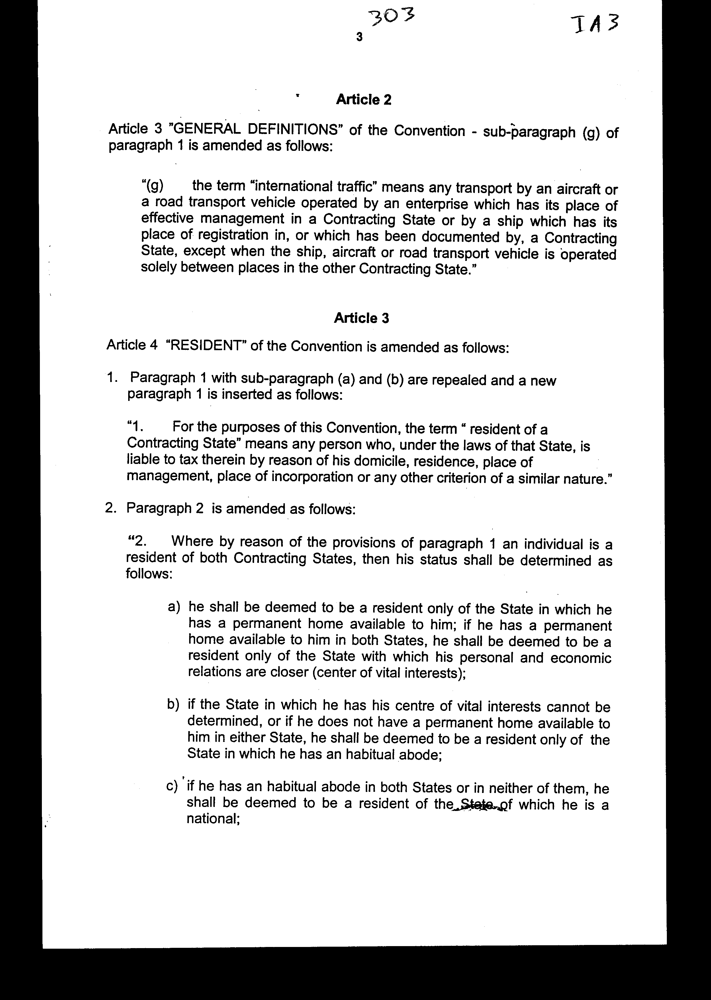 303
IA3
3
Article 2
Article 3 "GENERAL DEFINITIONS” of the Convention - sub-paragraph (g) of
paragraph 1 is amended as follows:
“(g) the term “international traffic” means any transport by an aircraft or
a road transport vehicle operated by an enterprise which has its place of
effective management in a Contracting State or by a ship which has its
place of registration in, or which has been documented by, a Contracting
State, except when the ship, aircraft or road transport vehicle is operated
solely between places in the other Contracting State.”
Article 3
Article 4 “RESIDENT” of the Convention is amended as follows:
1. Paragraph 1 with sub-paragraph (a) and (b) are repealed and a new
paragraph 1 is inserted as follows:
“1. For the purposes of this Convention, the term “ resident of a
Contracting State” means any person who, under the laws of that State, is
liable to tax therein by reason of his domicile, residence, place of
management, place of incorporation or any other criterion of a similar nature.”
2. Paragraph 2 is amended as follows:
“2. Where by reason of the provisions of paragraph 1 an individual is a
resident of both Contracting States, then his status shall be determined as
follows:
a) he shall be deemed to be a resident only of the State in which he
has a permanent home available to him; if he has a permanent
home available to him in both States, he shall be deemed to be a
resident only of the State with which his personal and economic
relations are closer (center of vital interests);
b) if the State in which he has his centre of vital interests cannot be
determined, or if he does not have a permanent home available to
him in either State, he shall be deemed to be a resident only of the
State in which he has an habitual abode;
c) if he has an habitual abode in both States or in neither of them, he
shall be deemed to be a resident of the State of which he is a
national;